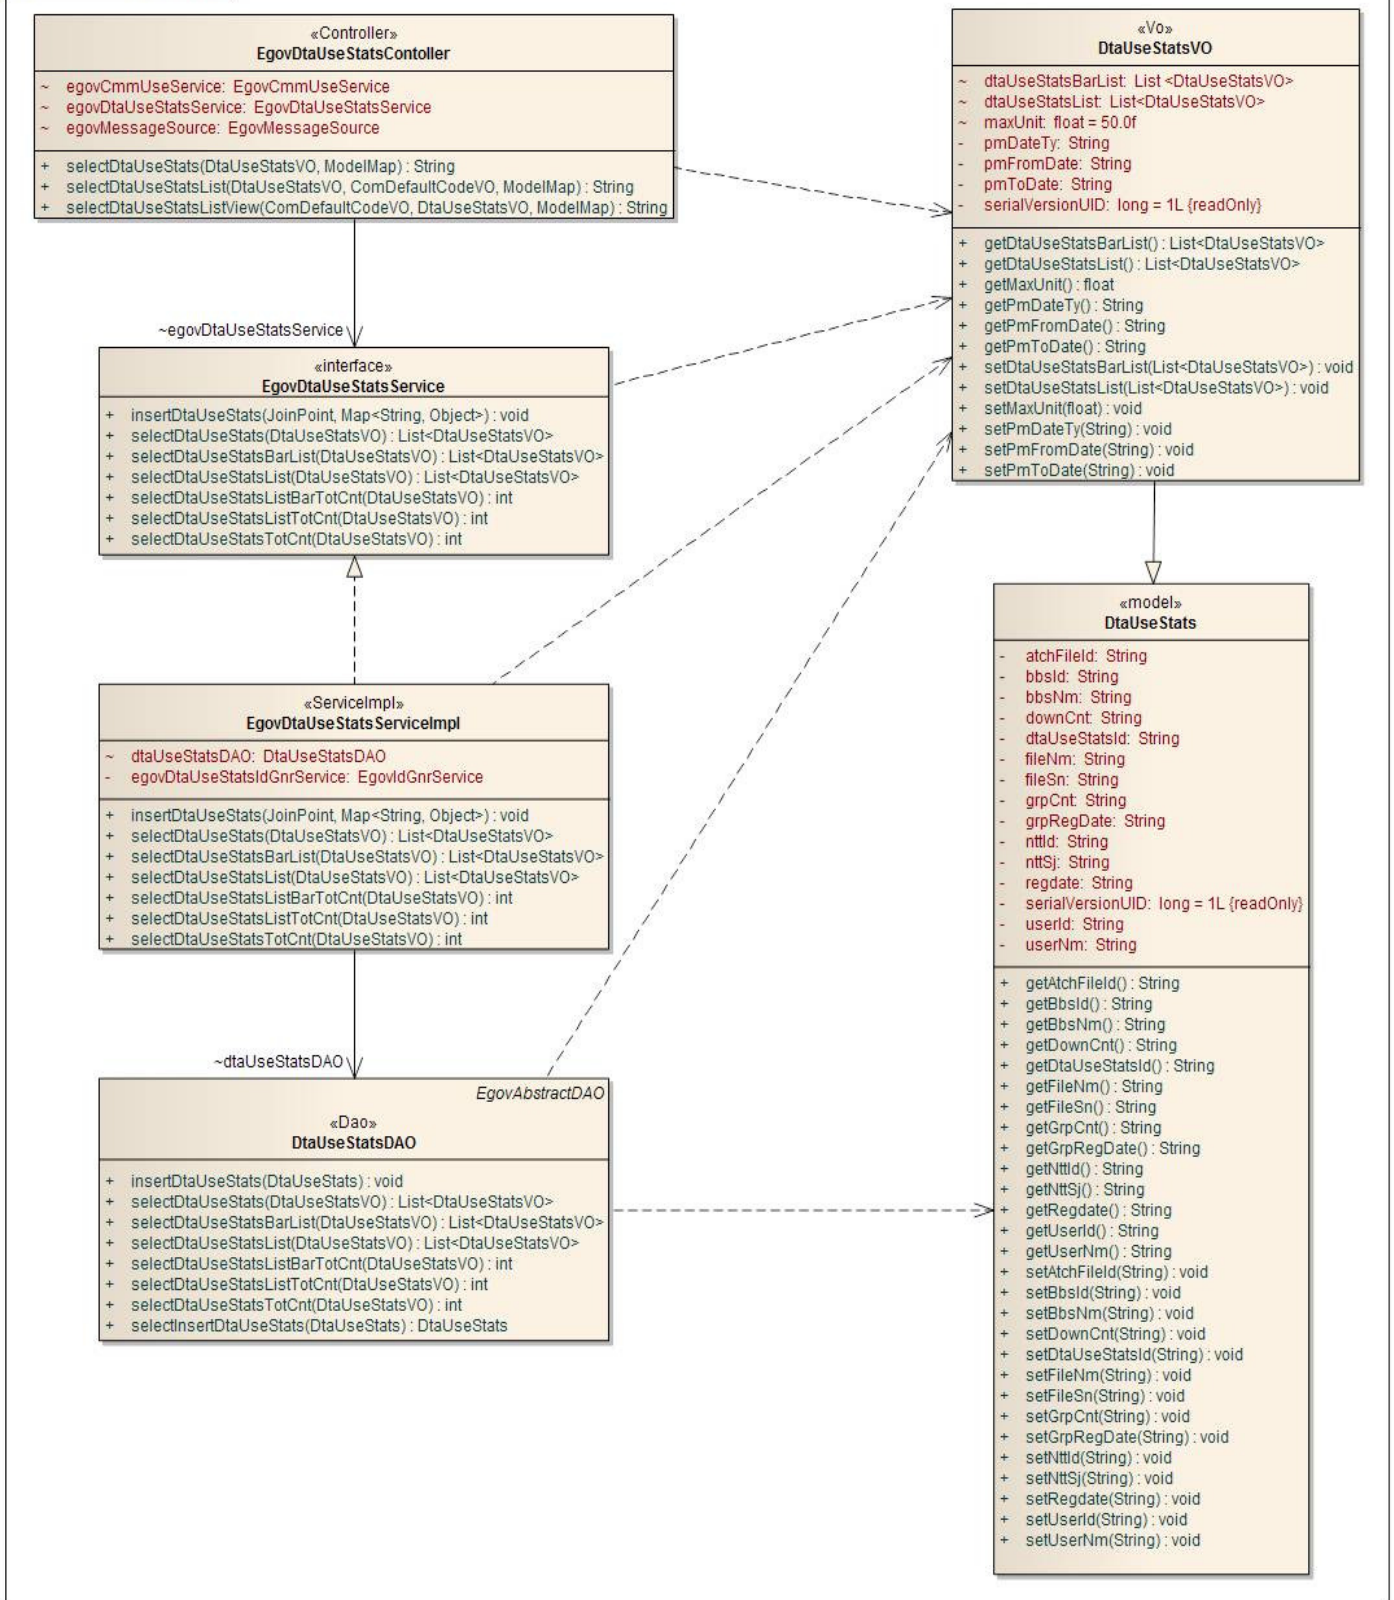 «Controller»
EgovDtaUseStatsContoller
~ egovCmmUseService: EgovCmmUseService
~ egovDtaUseStatsService: EgovDtaUseStatsService
~ egovMessageSource: EgovMessageSource
+ selectDtaUseStats(DtaUseStatsVO, ModelMap) : String
+ selectDtaUseStatsList(DtaUseStatsVO, ComDefaultCodeVO, ModelMap) : String
+ selectDtaUseStatsListView(ComDefaultCodeVO, DtaUseStatsVO, ModelMap) : String
~egovDtaUseStatsService
«interface»
EgovDtaUseStatsService
+ insertDtaUseStats(JoinPoint, Map<String, Object>) : void
+ selectDtaUseStats(DtaUseStatsVO) : List<DtaUseStatsVO>
+ selectDtaUseStatsBarList(DtaUseStatsVO) : List<DtaUseStatsVO>
+ selectDtaUseStatsList(DtaUseStatsVO) : List<DtaUseStatsVO>
+ selectDtaUseStatsListBarTotCnt(DtaUseStatsVO) : int
+ selectDtaUseStatsListTotCnt(DtaUseStatsVO) : int
+ selectDtaUseStatsTotCnt(DtaUseStatsVO) : int
«ServiceImpl»
EgovDtaUseStatsServiceImpl
~ dtaUseStatsDAO: DtaUseStatsDAO
- egovDtaUseStatsIdGnrService: EgovIdGnrService
+ insertDtaUseStats(JoinPoint, Map<String, Object>) : void
+ selectDtaUseStats(DtaUseStatsVO) : List<DtaUseStatsVO>
+ selectDtaUseStatsBarList(DtaUseStatsVO) : List<DtaUseStatsVO>
+ selectDtaUseStatsList(DtaUseStatsVO) : List<DtaUseStatsVO>
+ selectDtaUseStatsListBarTotCnt(DtaUseStatsVO) : int
+ selectDtaUseStatsListTotCnt(DtaUseStatsVO) : int
+ selectDtaUseStatsTotCnt(DtaUseStatsVO) : int
~dtaUseStatsDAO
EgovAbstractDAO
«Dao»
DtaUseStatsDAO
+ insertDtaUseStats(DtaUseStats) : void
+ selectDtaUseStats(DtaUseStatsVO) : List<DtaUseStatsVO>
+ selectDtaUseStatsBarList(DtaUseStatsVO) : List<DtaUseStatsVO>
+ selectDtaUseStatsList(DtaUseStatsVO) : List<DtaUseStatsVO>
+ selectDtaUseStatsListBarTotCnt(DtaUseStatsVO) : int
+ selectDtaUseStatsListTotCnt(DtaUseStatsVO) : int
+ selectDtaUseStatsTotCnt(DtaUseStatsVO) : int
+ selectInsertDtaUseStats(DtaUseStats) : DtaUseStats
«Vo»
DtaUseStatsVO
~ dtaUseStatsBarList: List <DtaUseStatsVO>
~ dtaUseStatsList: List<DtaUseStatsVO>
~ maxUnit: float = 50.0f
- pmDateTy: String
- pmFromDate: String
- pmToDate: String
- serialVersionUID: long = 1L {readOnly}
+ getDtaUseStatsBarList() : List<DtaUseStatsVO>
+ getDtaUseStatsList() : List<DtaUseStatsVO>
+ getMaxUnit() : float
+ getPmDateTy() : String
+ getPmFromDate() : String
+ getPmToDate() : String
+ setDtaUseStatsBarList(List<DtaUseStatsVO>) : void
+ setDtaUseStatsList(List<DtaUseStatsVO>) : void
+ setMaxUnit(float) : void
+ setPmDateTy(String) : void
+ setPmFromDate(String) : void
+ setPmToDate(String) : void
«model»
DtaUseStats
- atchFileId: String
- bbsId: String
- bbsNm: String
- downCnt: String
- dtaUseStatsId: String
- fileNm: String
- fileSn: String
- grpCnt: String
- grpRegDate: String
- nttId: String
- nttSj: String
- regdate: String
- serialVersionUID: long = 1L {readOnly}
- userId: String
- userNm: String
+ getAtchFileId() : String
+ getBbsId() : String
+ getBbsNm() : String
+ getDownCnt() : String
+ getDtaUseStatsId() : String
+ getFileNm() : String
+ getFileSn() : String
+ getGrpCnt() : String
+ getGrpRegDate() : String
+ getNttId() : String
+ getNttSj() : String
+ getRegdate() : String
+ getUserId() : String
+ getUserNm() : String
+ setAtchFileId(String) : void
+ setBbsId(String) : void
+ setBbsNm(String) : void
+ setDownCnt(String) : void
+ setDtaUseStatsId(String) : void
+ setFileNm(String) : void
+ setFileSn(String) : void
+ setGrpCnt(String) : void
+ setGrpRegDate(String) : void
+ setNttId(String) : void
+ setNttSj(String) : void
+ setRegdate(String) : void
+ setUserId(String) : void
+ setUserNm(String) : void